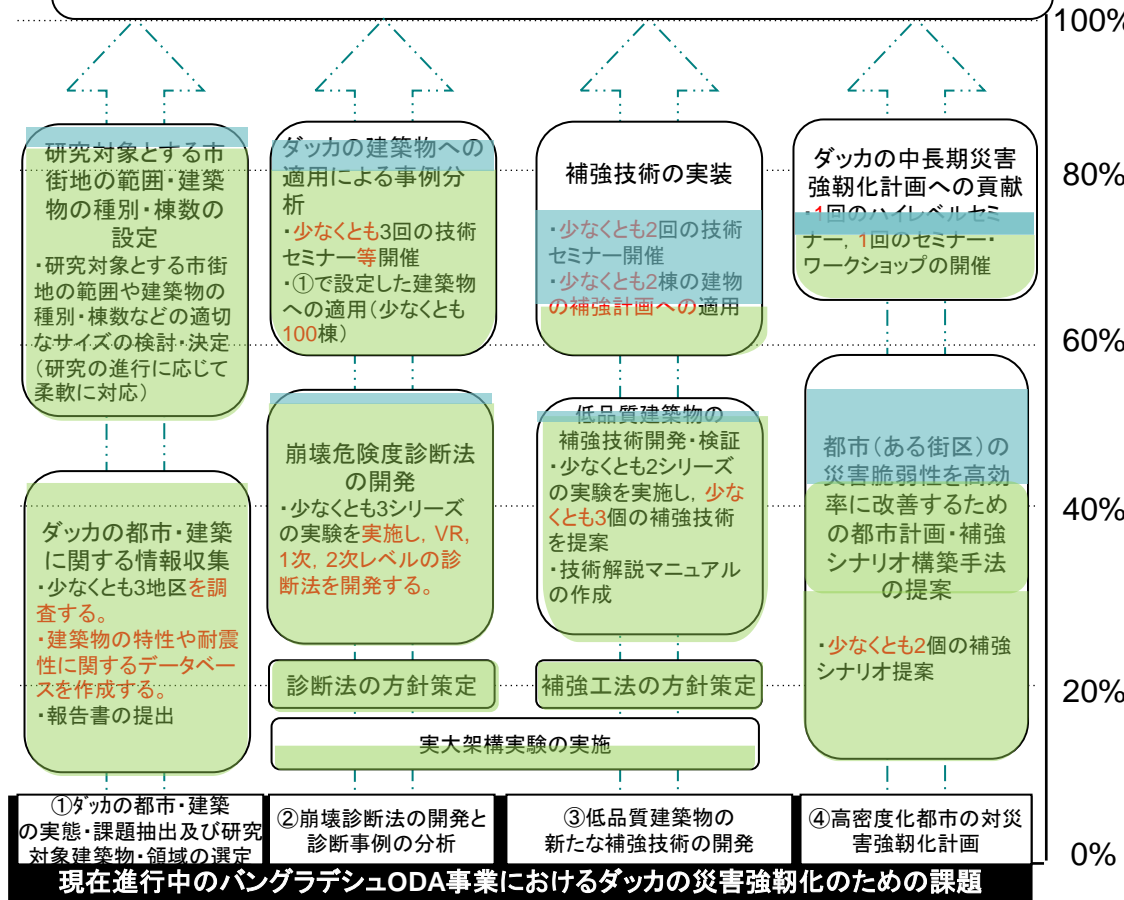 100%
研究対象とする市
街地の範囲・建築
物の種別・棟数の
設定
・研究対象とする市街
地の範囲や建築物の
種別・棟数などの適切
なサイズの検討・決定
（研究の進行に応じて
柔軟に対応）
ダッカの建築物への
適用による事例分
析
・少なくとも3回の技術
セミナー等開催
・①で設定した建築物
への適用（少なくとも
100棟）
補強技術の実装
・少なくとも2回の技術
セミナー開催
・少なくとも2棟の建物
の補強計画への適用
ダッカの中長期災害
強靭化計画への貢献
・1回のハイレベルセミ
ナー，1回のセミナー・
ワークショップの開催
80%
60%
ダッカの都市・建築
に関する情報収集
・少なくとも3地区を調
査する。
・建築物の特性や耐震
性に関するデータベー
スを作成する。
・報告書の提出
崩壊危険度診断法
の開発
・少なくとも3シリーズ
の実験を実施し，VR，
1次，2次レベルの診
断法を開発する。
低品質建築物の
補強技術開発・検証
・少なくとも2シリーズ
の実験を実施し，少な
くとも3個の補強技術
を提案
・技術解説マニュアル
の作成
都市（ある街区）の
災害脆弱性を高効
率に改善するため
の都市計画・補強
シナリオ構築手法
の提案
・少なくとも2個の補強
シナリオ提案
40%
診断法の方針策定
補強工法の方針策定
20%
実大架構実験の実施
①ダッカの都市・建築
の実態・課題抽出及び研究
対象建築物・領域の選定
②崩壊診断法の開発と
診断事例の分析
③低品質建築物の
新たな補強技術の開発
④高密度化都市の対災
害強靭化計画
0%
現在進行中のバングラデシュODA事業におけるダッカの災害強靭化のための課題